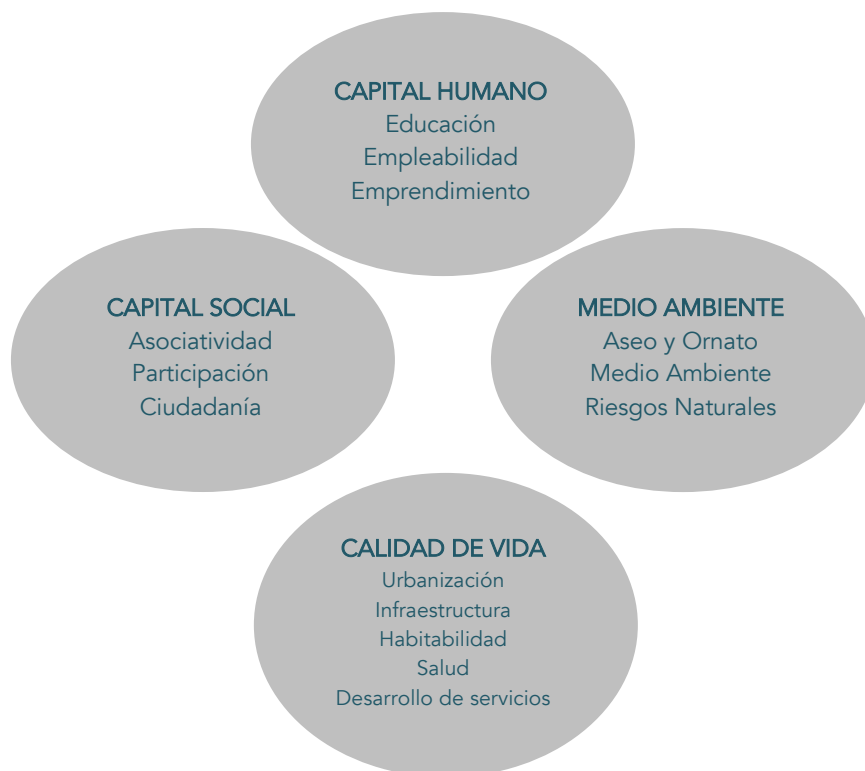 CAPITAL HUMANO
Educación
Empleabilidad
Emprendimiento
CAPITAL SOCIAL
Asociatividad
Participación
Ciudadanía
MEDIO AMBIENTE
Aseo y Ornato
Medio Ambiente
Riesgos Naturales
CALIDAD DE VIDA
Urbanización
Infraestructura
Habitabilidad
Salud
Desarrollo de servicios